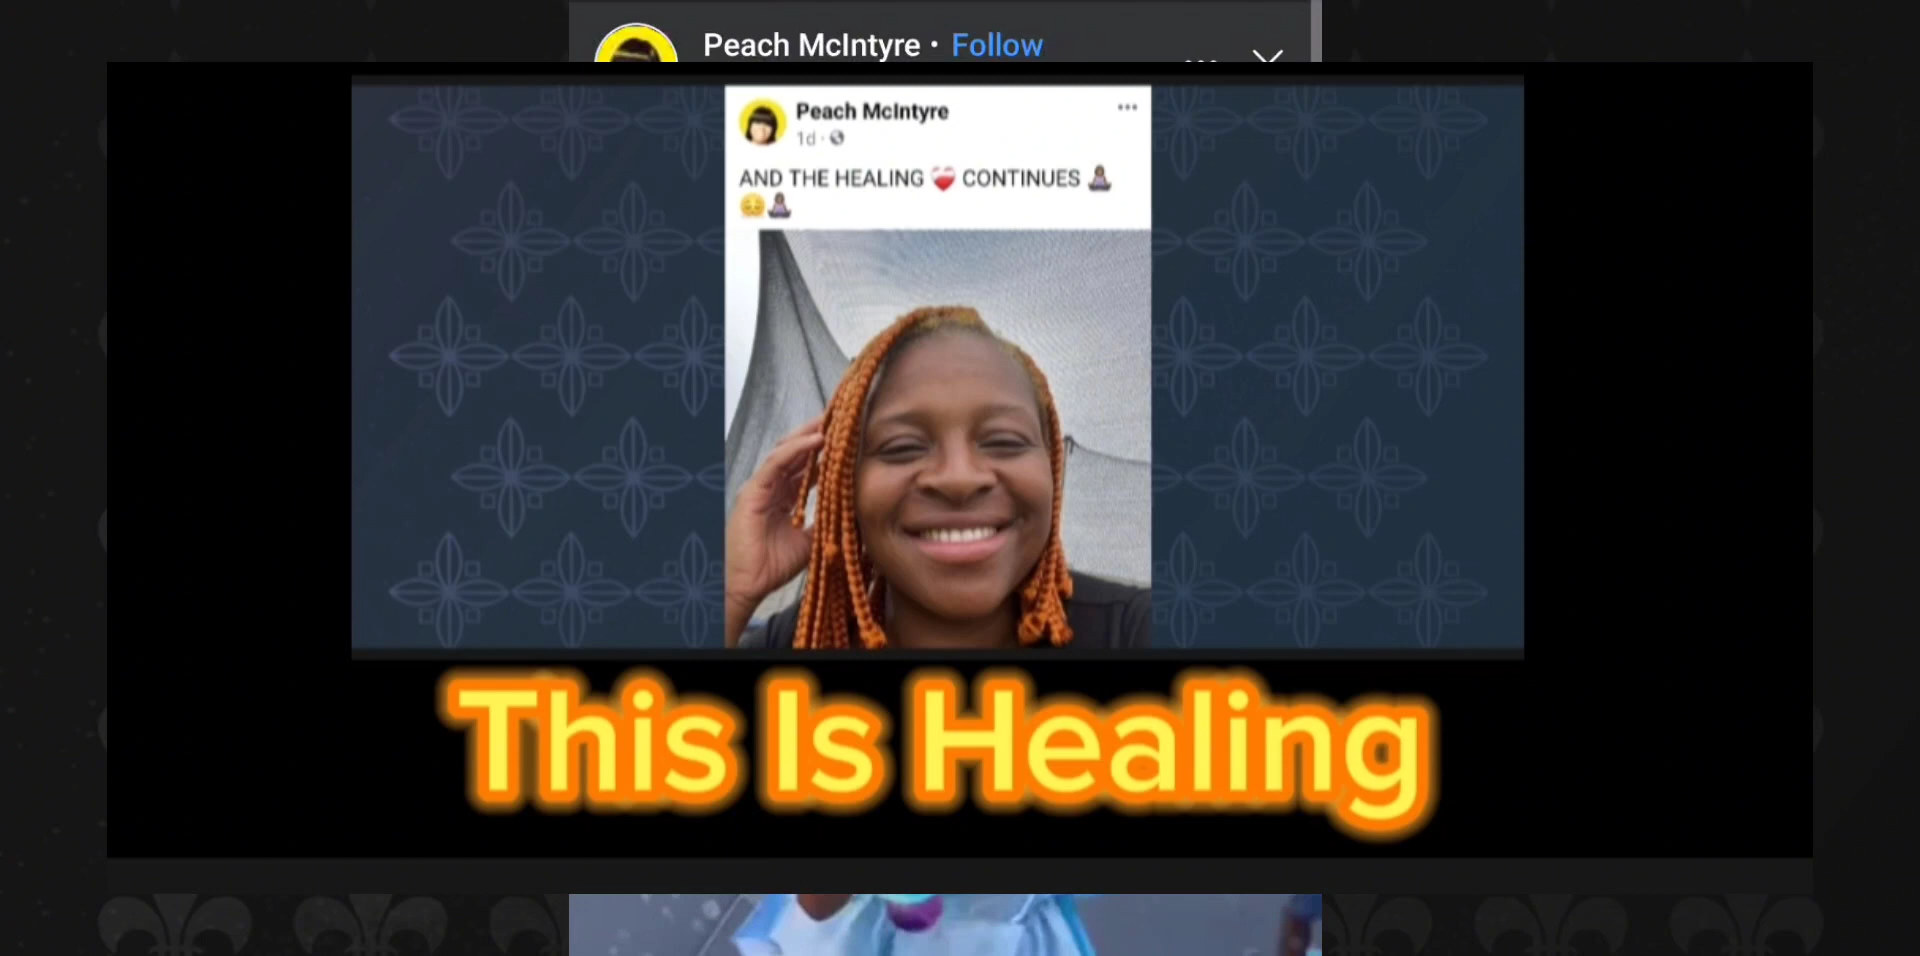 Peach McIntyre • Follow
Peach McIntyre
1d ·
AND THE HEALING ❤️‍🩹 CONTINUES 🧘🏾‍♀️
😌🧘🏾‍♀️
This Is Healing